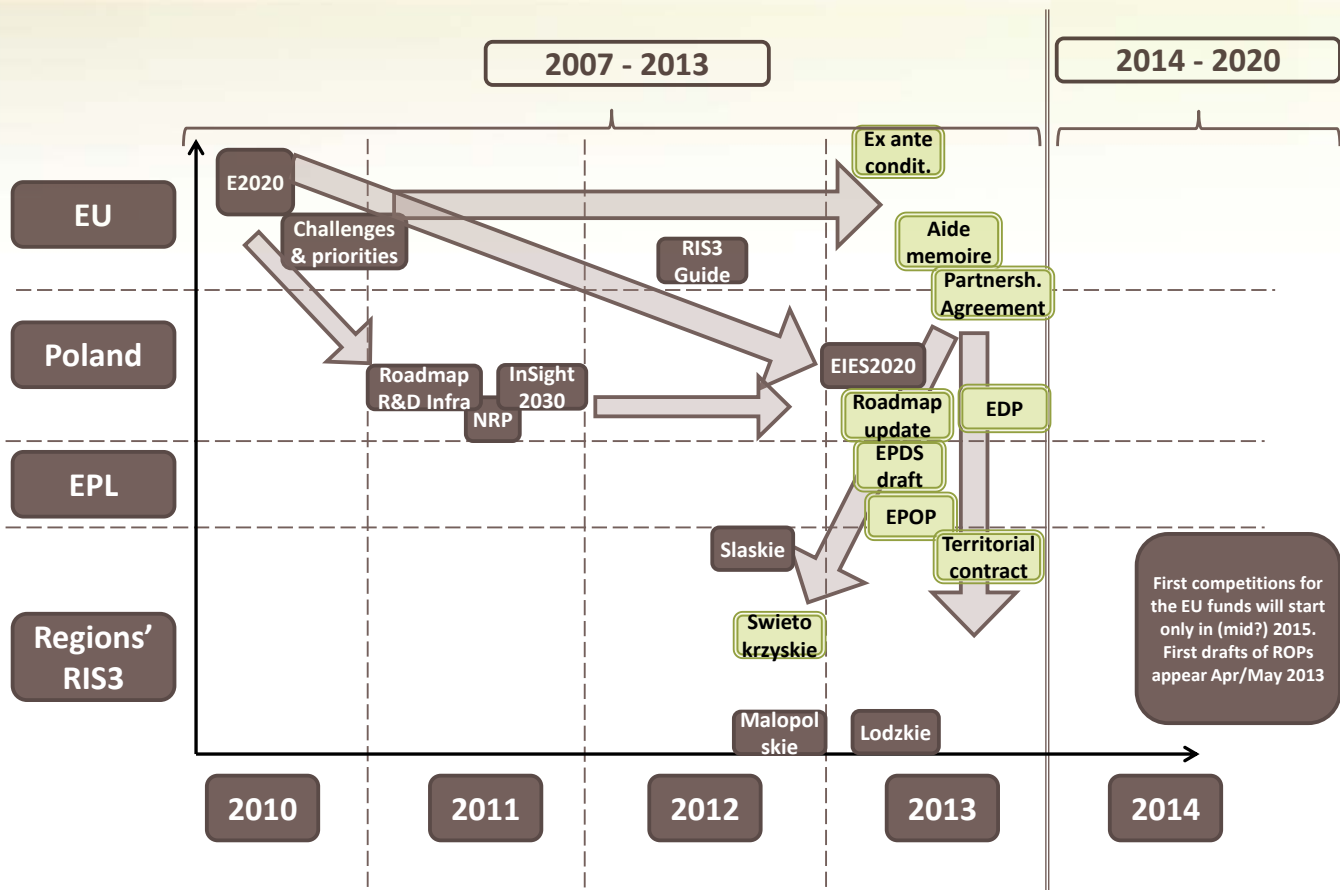 2007 - 2013
2014 - 2020
EU
E2020
Challenges
& priorities
RIS3
Guide
Ex ante
condit.
Aide
memoire
Partnersh.
Agreement
Poland
Roadmap
R&D Infra
NRP
InSight
2030
EIES2020
Roadmap
update
EDP
EPL
EPDS
draft
EPOP
Regions’
RIS3
Slaskie
Territorial
contract
Swieto
krzyskie
Malopol
skie
Lodzkie
First competitions for
the EU funds will start
only in (mid?) 2015.
First drafts of ROPs
appear Apr/May 2013
2010
2011
2012
2013
2014